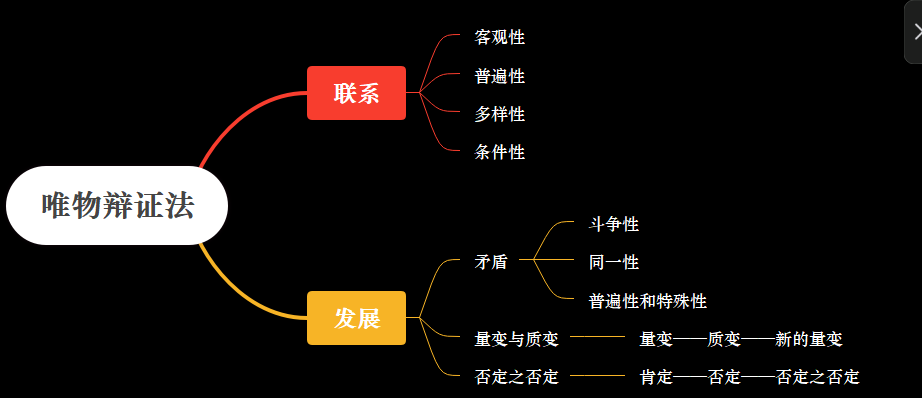 唯物辩证法
联系
客观性
普遍性
多样性
条件性
发展
矛盾
斗争性
同一性
普遍性和特殊性
量变与质变
量变——质变——新的量变
否定之否定
肯定——否定——否定之否定